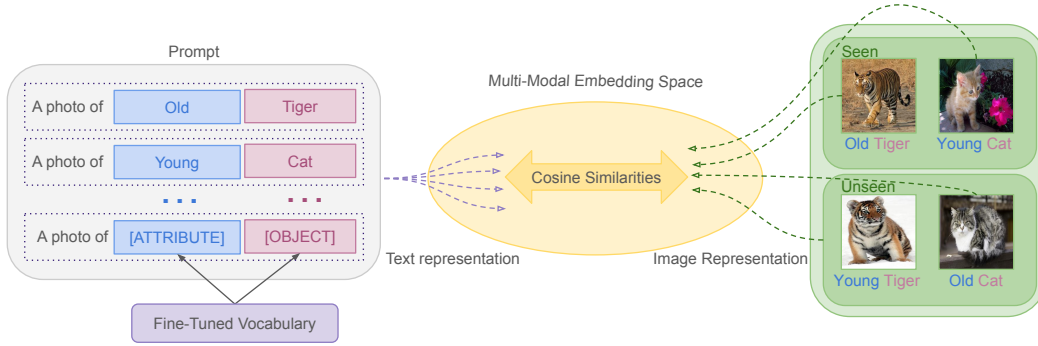 Prompt
A photo of Old Tiger
A photo of Young Cat
... ...
A photo of [ATTRIBUTE] [OBJECT]
Fine-Tuned Vocabulary
Text representation
Multi-Modal Embedding Space
Cosine Similarities
Image Representation
Seen
Old Tiger Young Cat
Unseen
Young Tiger Old Cat